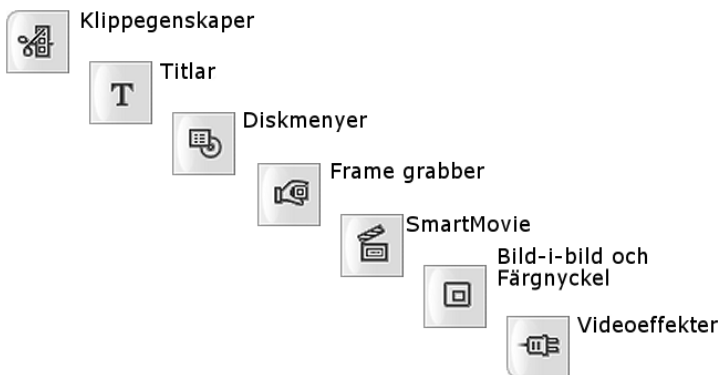 Klippegenskaper
Titlar
Diskmenyer
Frame grabber
SmartMovie
Bild-i-bild och
Färgnyckel
Videoeffekter